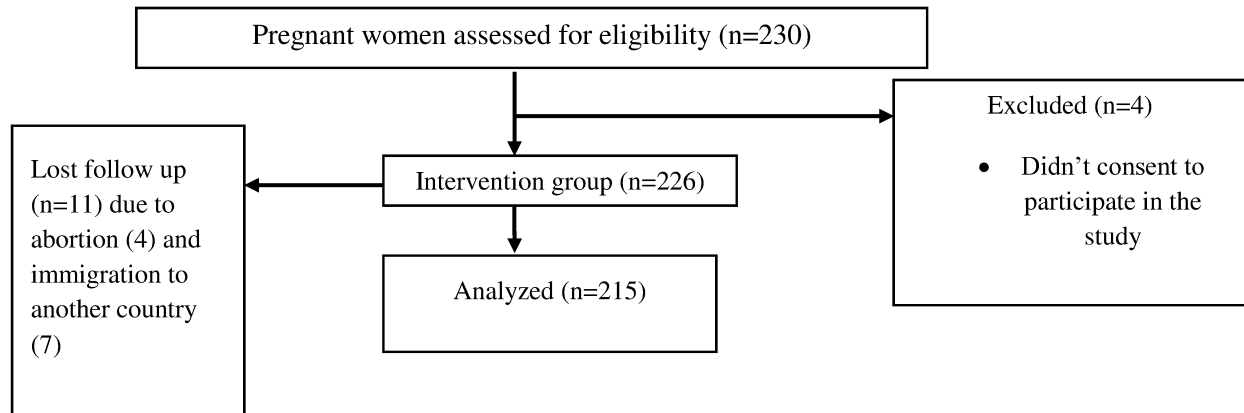 Pregnant women assessed for eligibility (n=230)
Excluded (n=4)
• Didn’t consent to
participate in the
study
Intervention group (n=226)
Lost follow up
(n=11) due to
abortion (4) and
immigration to
another country
(7)
Analyzed (n=215)